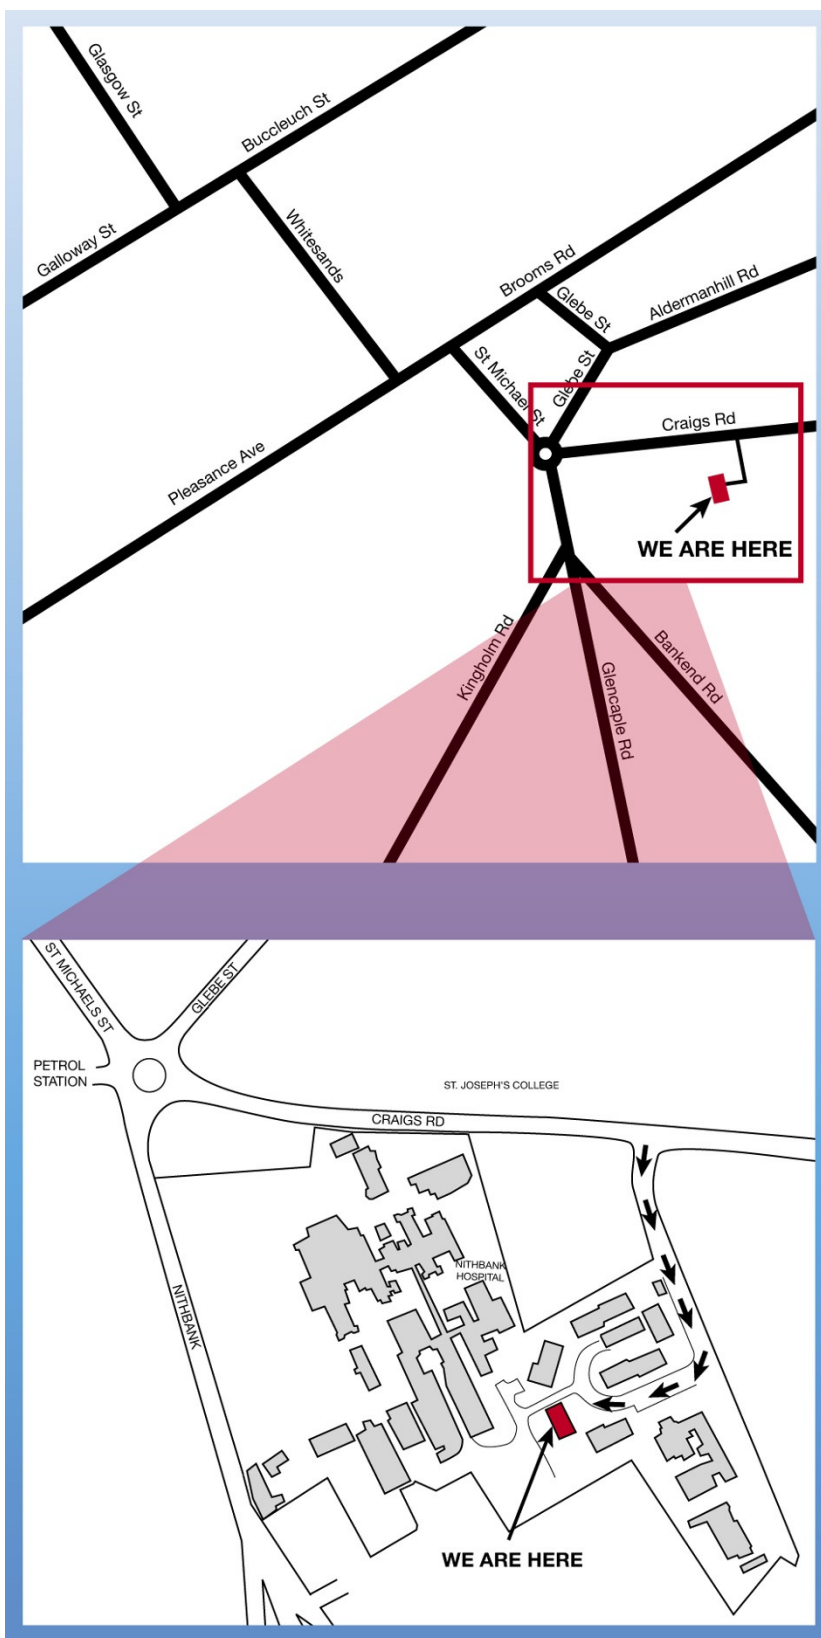 Glasgow St
Buccleuch St
Galloway St
Whitesands
Brooms Rd
Glebe St
Aldermanhill Rd
St Michael St
Glebe St
Craigs Rd
Pleasance Ave
WE ARE HERE
Kingholm Rd
Glencaple Rd
Bankend Rd
ST MICHAELS ST
GLEBE ST
PETROL
STATION
ST. JOSEPH'S COLLEGE
CRAIGS RD
NITHBANK
HOSPITAL
NITHBANK
WE ARE HERE